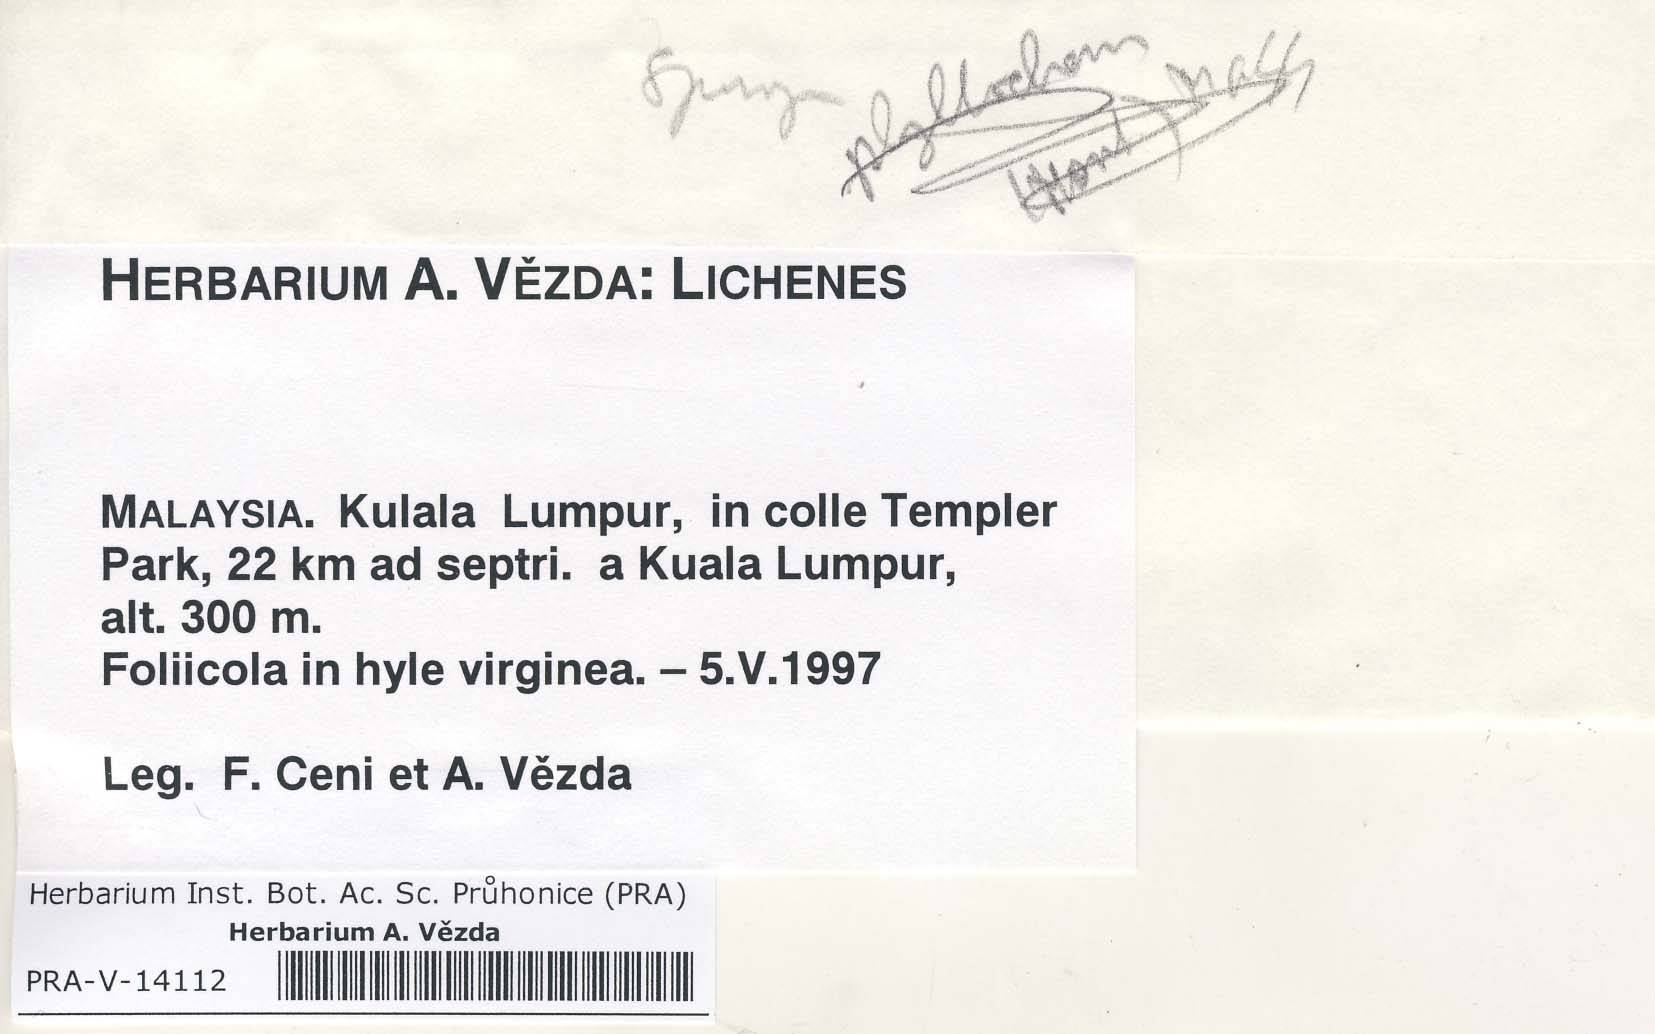 HERBARIUM A. VĚZDA: LICHENES
MALAYSIA. Kulala Lumpur, in colle Templer
Park, 22 km ad septri. a Kuala Lumpur,
alt. 300 m.
Foliicola in hyle virginea. – 5.V.1997
Leg. F. Ceni et A. Vězda
Herbarium Inst. Bot. Ac. Sc. Průhonice (PRA)
Herbarium A. Vězda
PRA-V-14112